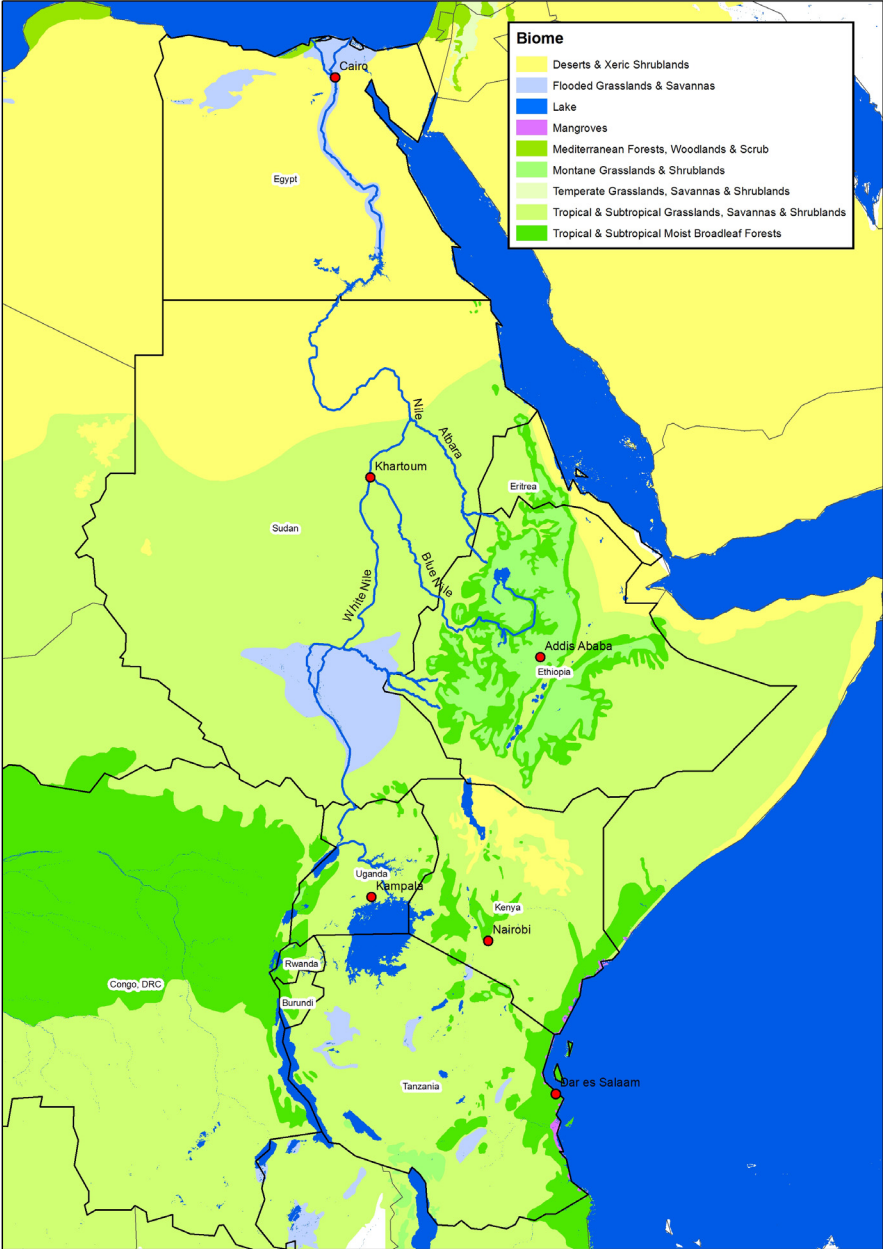 Biome
Deserts & Xeric Shrublands
Flooded Grasslands & Savannas
Lake
Mangroves
Mediterranean Forests, Woodlands & Scrub
Montane Grasslands & Shrublands
Temperate Grasslands, Savannas & Shrublands
Tropical & Subtropical Grasslands, Savannas & Shrublands
Tropical & Subtropical Moist Broadleaf Forests
Cairo
Egypt
Nile
Atbara
Khartoum
Eritrea
Sudan
Blue Nile
White Nile
Addis Ababa
Ethiopia
Uganda
Kampala
Kenya
Nairobi
Rwanda
Congo, DRC
Burundi
Tanzania
Dar es Salaam